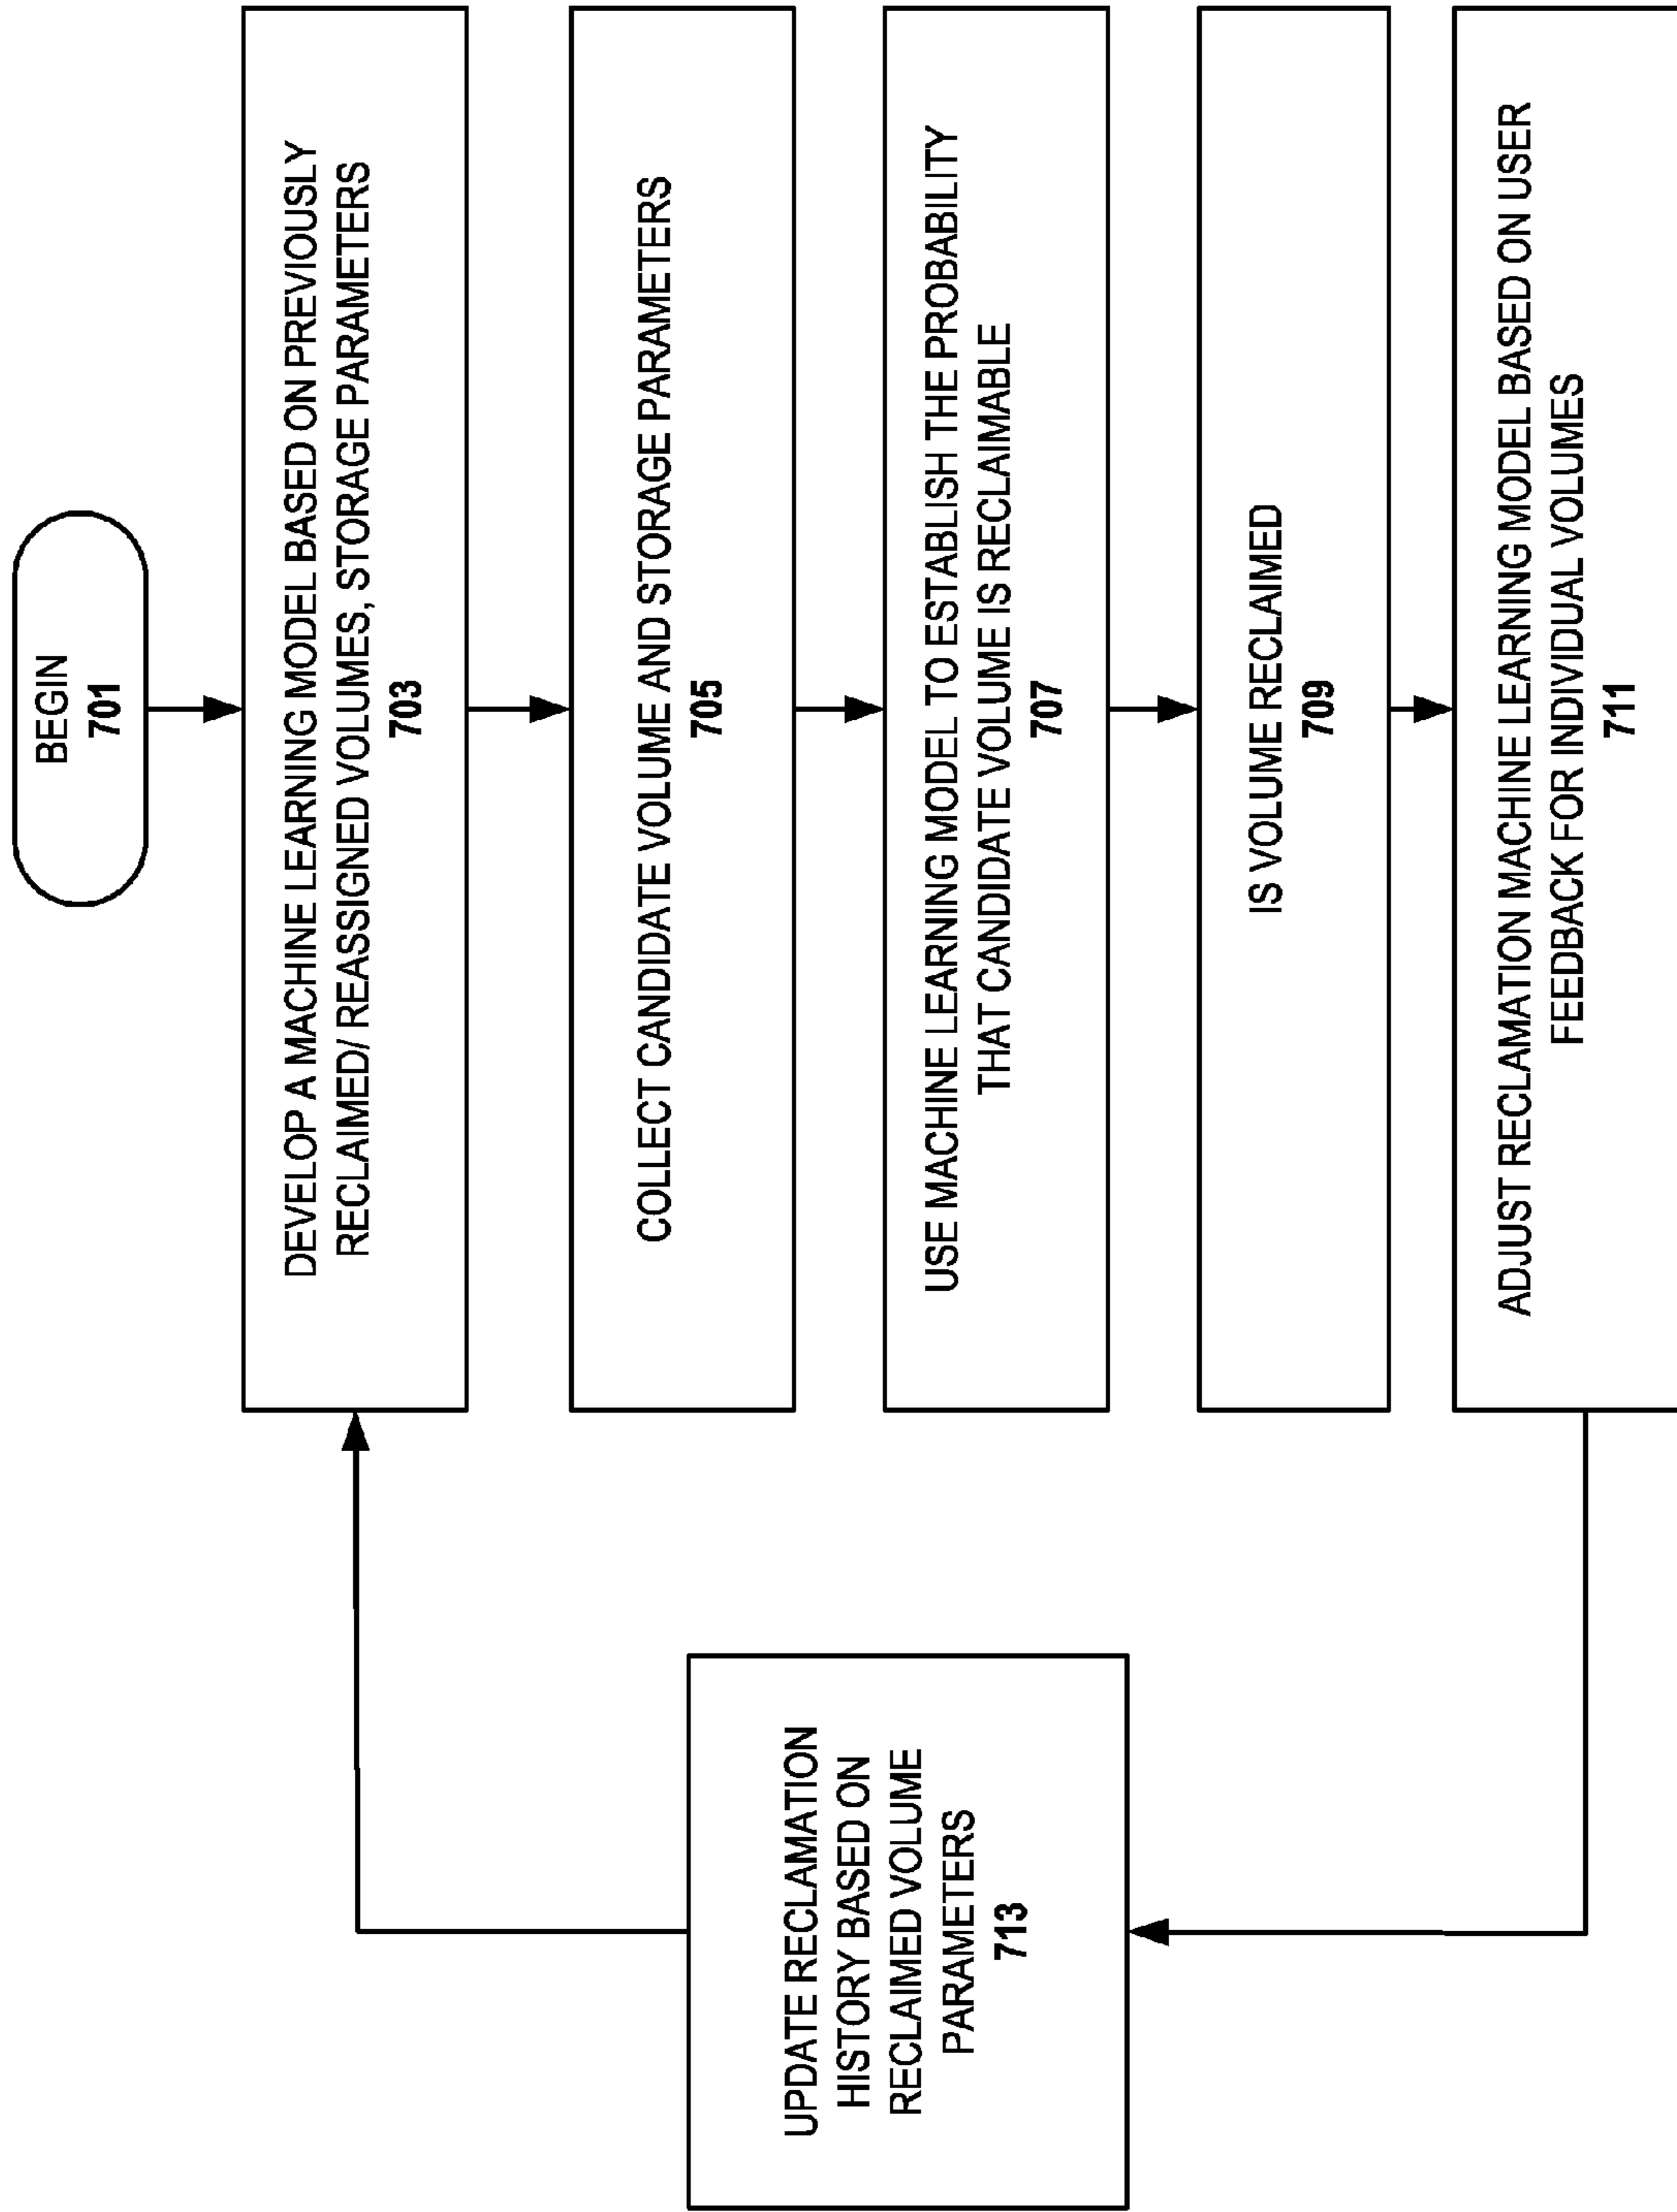 BEGIN
701
DEVELOP A MACHINE LEARNING MODEL BASED ON PREVIOUSLY
RECLAIMED/ REASSIGNED VOLUMES, STORAGE PARAMETERS
703
COLLECT CANDIDATE VOLUME AND STORAGE PARAMETERS
705
USE MACHINE LEARNING MODEL TO ESTABLISH THE PROBABILITY
THAT CANDIDATE VOLUME IS RECLAIMABLE
707
IS VOLUME RECLAIMED
709
ADJUST RECLAMATION MACHINE LEARNING MODEL BASED ON USER
FEEDBACK FOR INDIVIDUAL VOLUMES
711
UPDATE RECLAMATION
HISTORY BASED ON
RECLAIMED VOLUME
PARAMETERS
713